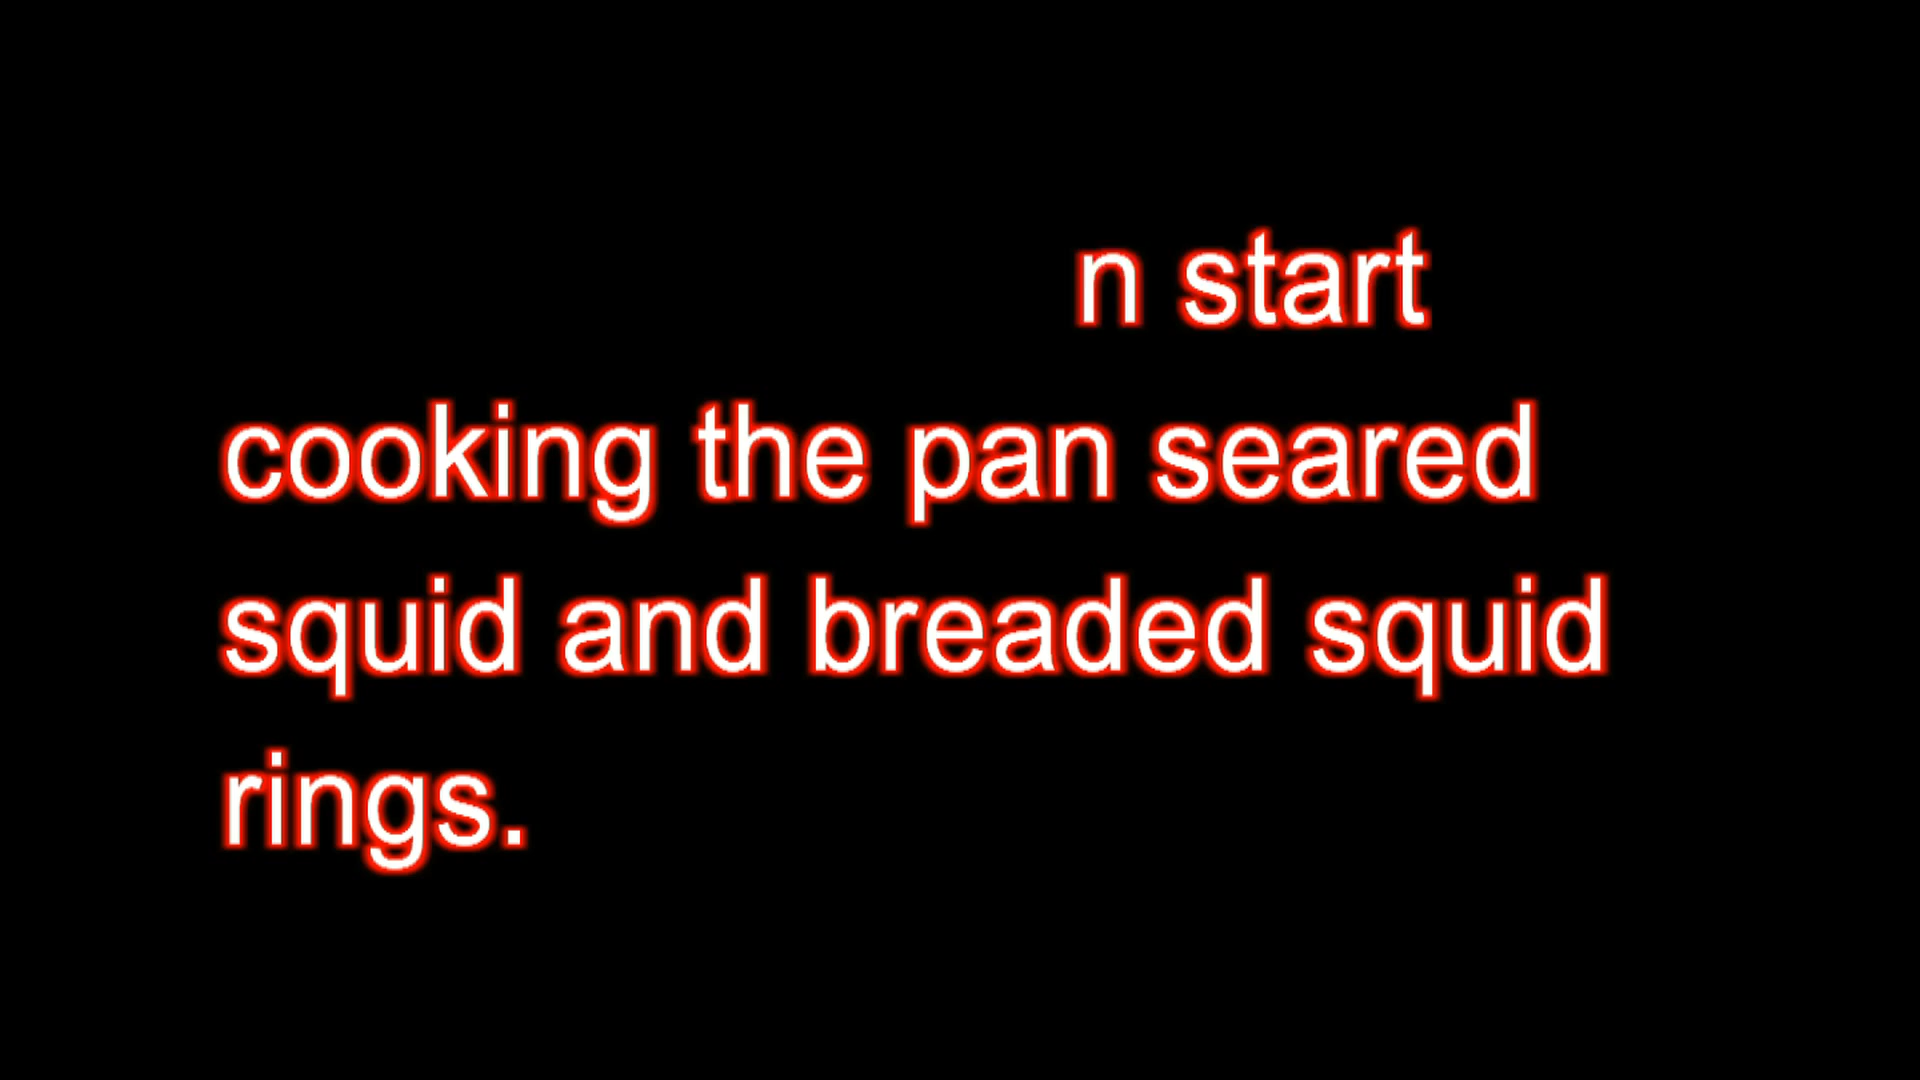 n start
cooking the pan seared
squid and breaded squid
rings.